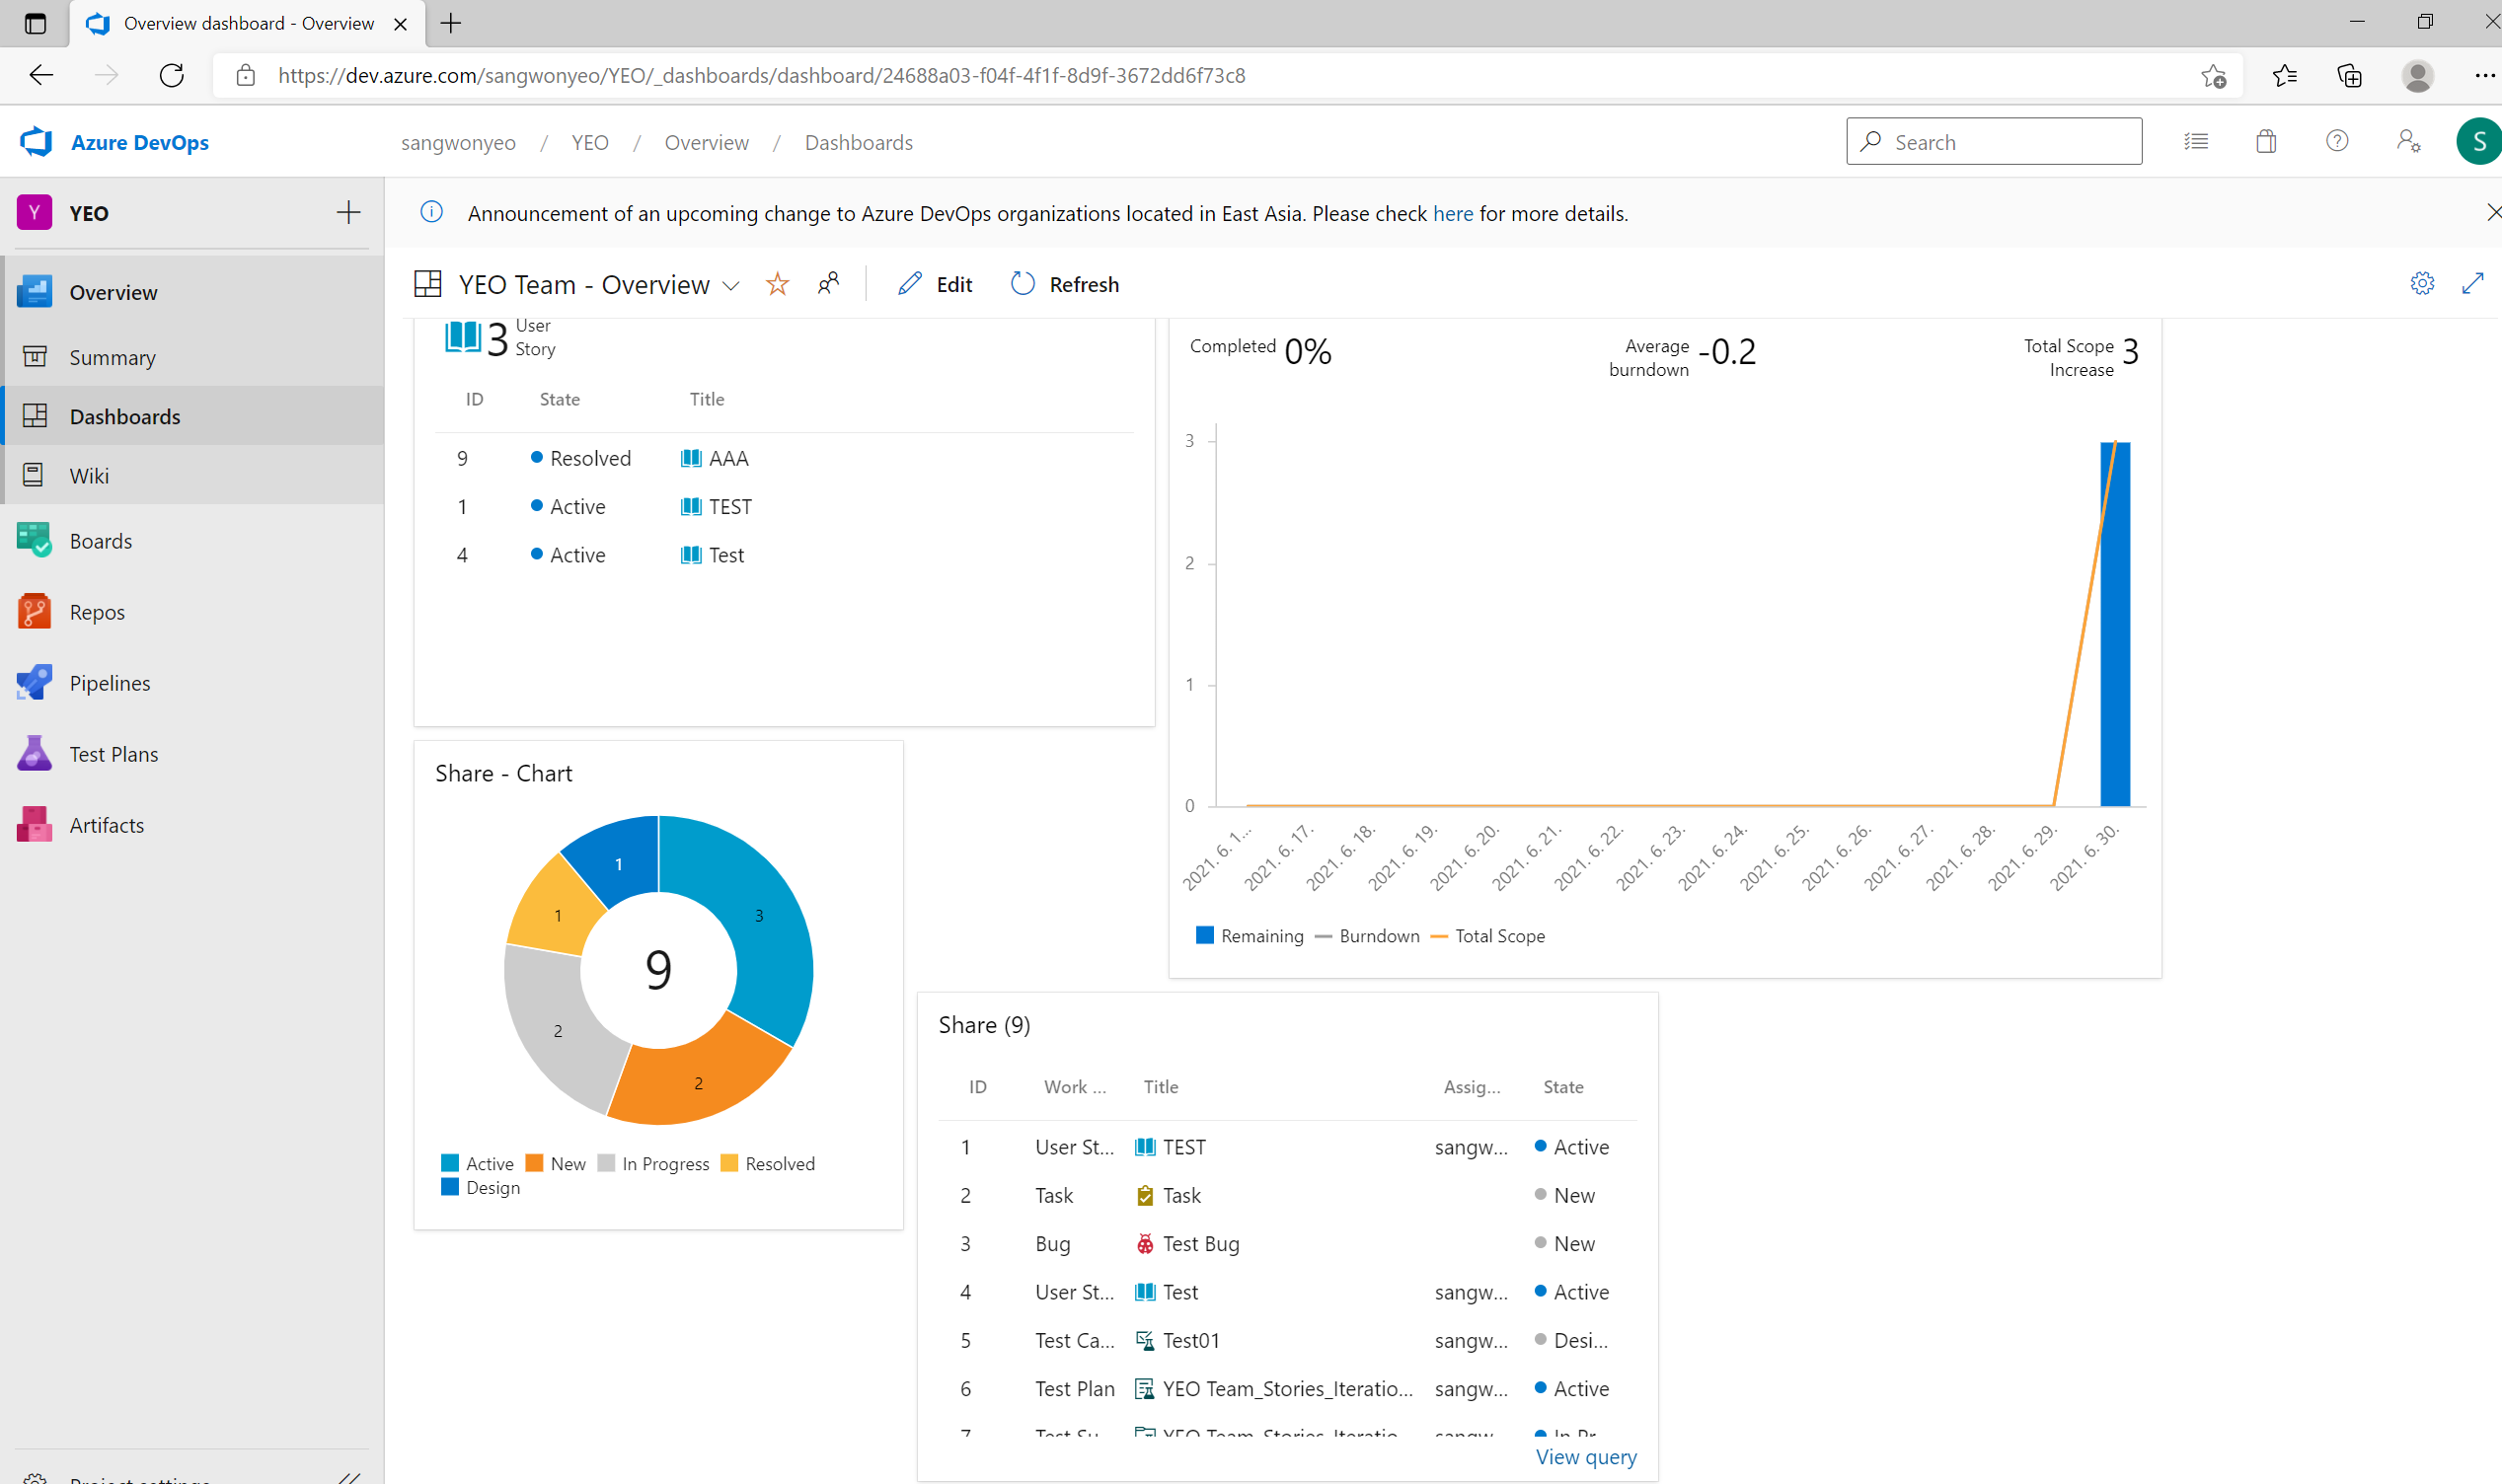 Overview dashboard - Overview
https://dev.azure.com/sangwonyeo/YEO/_dashboards/dashboard/24688a03-f04f-4f1f-8d9f-3672dd6f73c8
Azure DevOps
sangwonyeo / YEO / Overview / Dashboards
Search
S
Y YEO
Announcement of an upcoming change to Azure DevOps organizations located in East Asia. Please check here for more details.
YEO Team - Overview
Edit
Refresh
Overview
Summary
Dashboards
Wiki
Boards
Repos
Pipelines
Test Plans
Artifacts
Project settings
3 User Story
ID State Title
9 Resolved AAA
1 Active TEST
4 Active Test
Completed 0%
Average burndown -0.2
Total Scope Increase 3
3
2
1
0
2021. 6. 1...
2021. 6. 17.
2021. 6. 18.
2021. 6. 19.
2021. 6. 20.
2021. 6. 21.
2021. 6. 22.
2021. 6. 23.
2021. 6. 24.
2021. 6. 25.
2021. 6. 26.
2021. 6. 27.
2021. 6. 28.
2021. 6. 29.
2021. 6. 30.
Remaining Burndown Total Scope
Share - Chart
1
3
1
9
2
2
Active New In Progress Resolved
Design
Share (9)
ID Work ... Title Assig... State
1 User St... TEST sangw... Active
2 Task Task New
3 Bug Test Bug New
4 User St... Test sangw... Active
5 Test Ca... Test01 sangw... Desi...
6 Test Plan YEO Team_Stories_Iteratio... sangw... Active
7 Test Su... YEO Team_Stories_Iteratio... sangw... In Pr...
View query